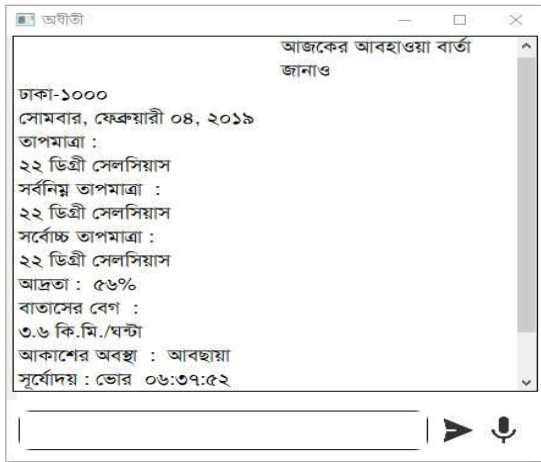 অধীতী
আজকের আবহাওয়া বার্তা
জানাও
ঢাকা-১০০০
সোমবার, ফেব্রুয়ারী ০৪, ২০১৯
তাপমাত্রা :
২২ ডিগ্রী সেলসিয়াস
সর্বনিম্ন তাপমাত্রা :
২২ ডিগ্রী সেলসিয়াস
সর্বোচ্চ তাপমাত্রা :
২২ ডিগ্রী সেলসিয়াস
আদ্রতা : ৫৬%
বাতাসের বেগ :
৩.৬ কি.মি./ঘন্টা
আকাশের অবস্থা : আবছায়া
সূর্যোদয় : ভোর ০৬:৩৭:৫২